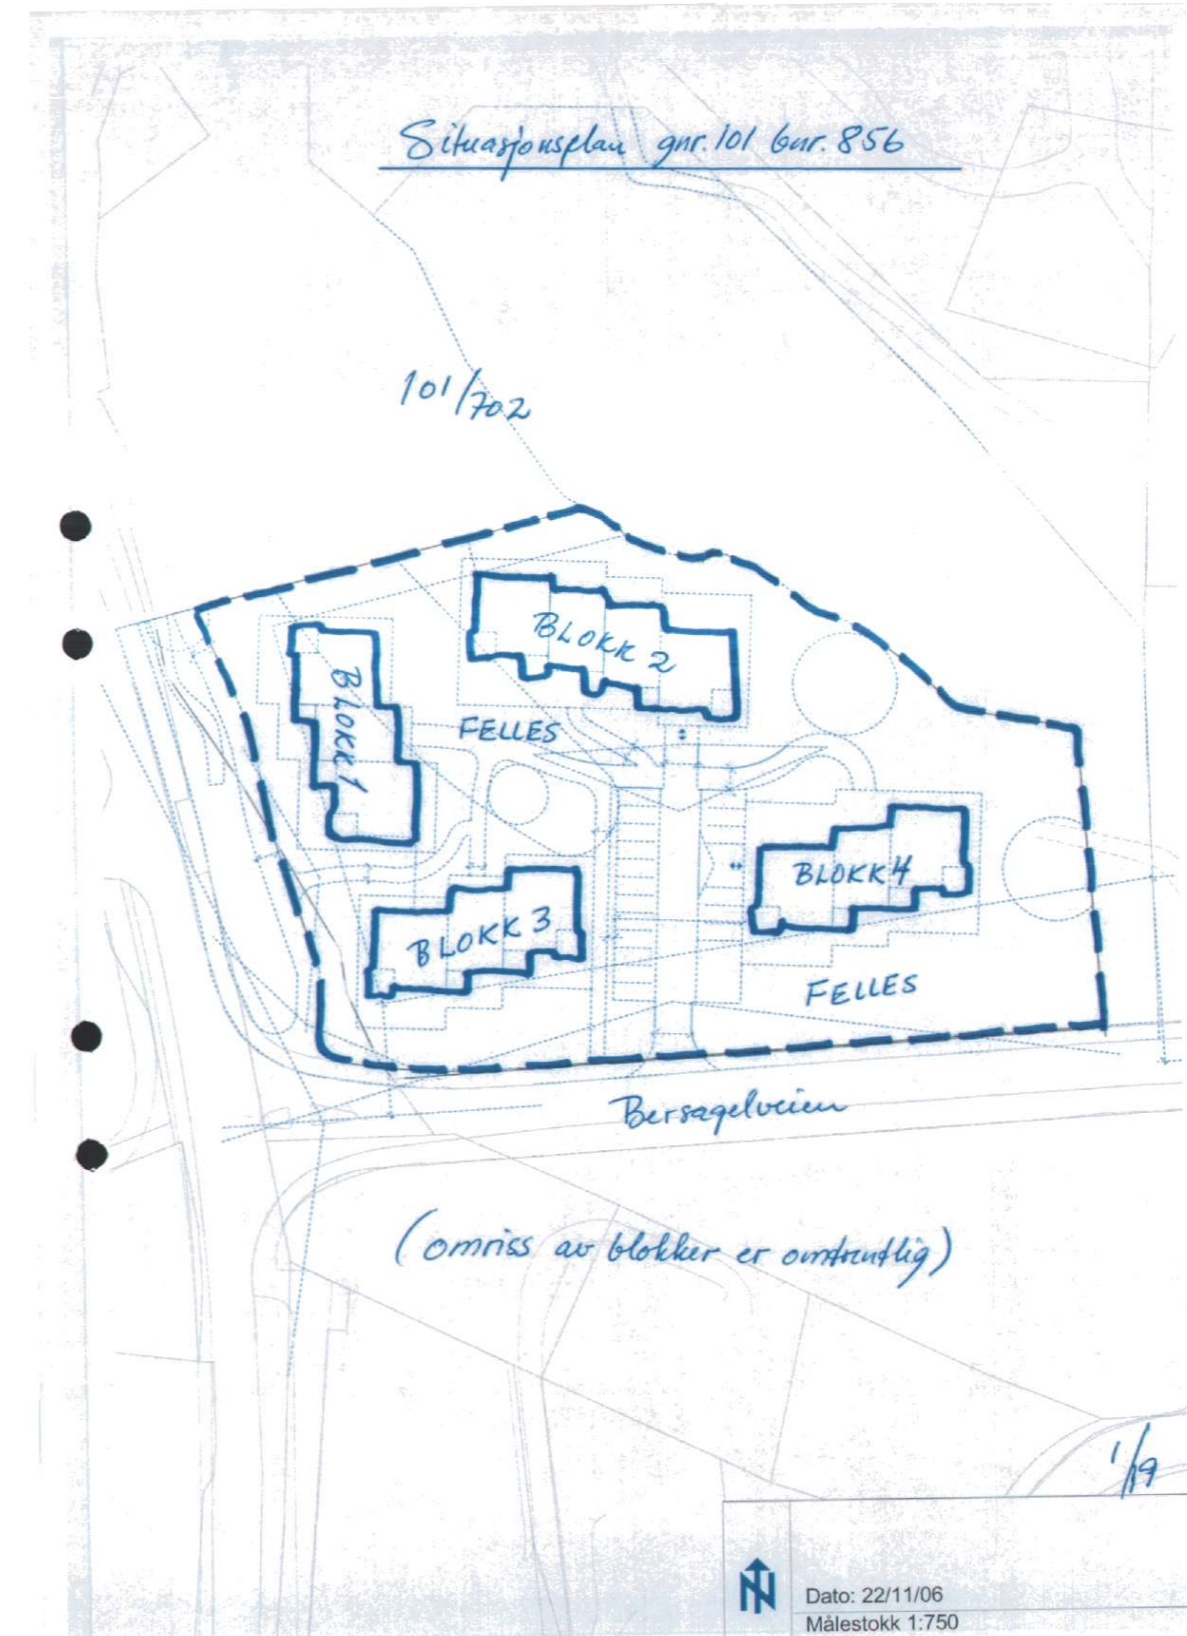 Situasjonsplan gnr. 101 bnr. 856
101/702
BLOKK 2
BLOKK 1
FELLES
BLOKK 4
BLOKK 3
FELLES
Bersagelveien
(omriss av blokker er omtrentlig)
1/19
N
Dato: 22/11/06
Målestokk 1:750